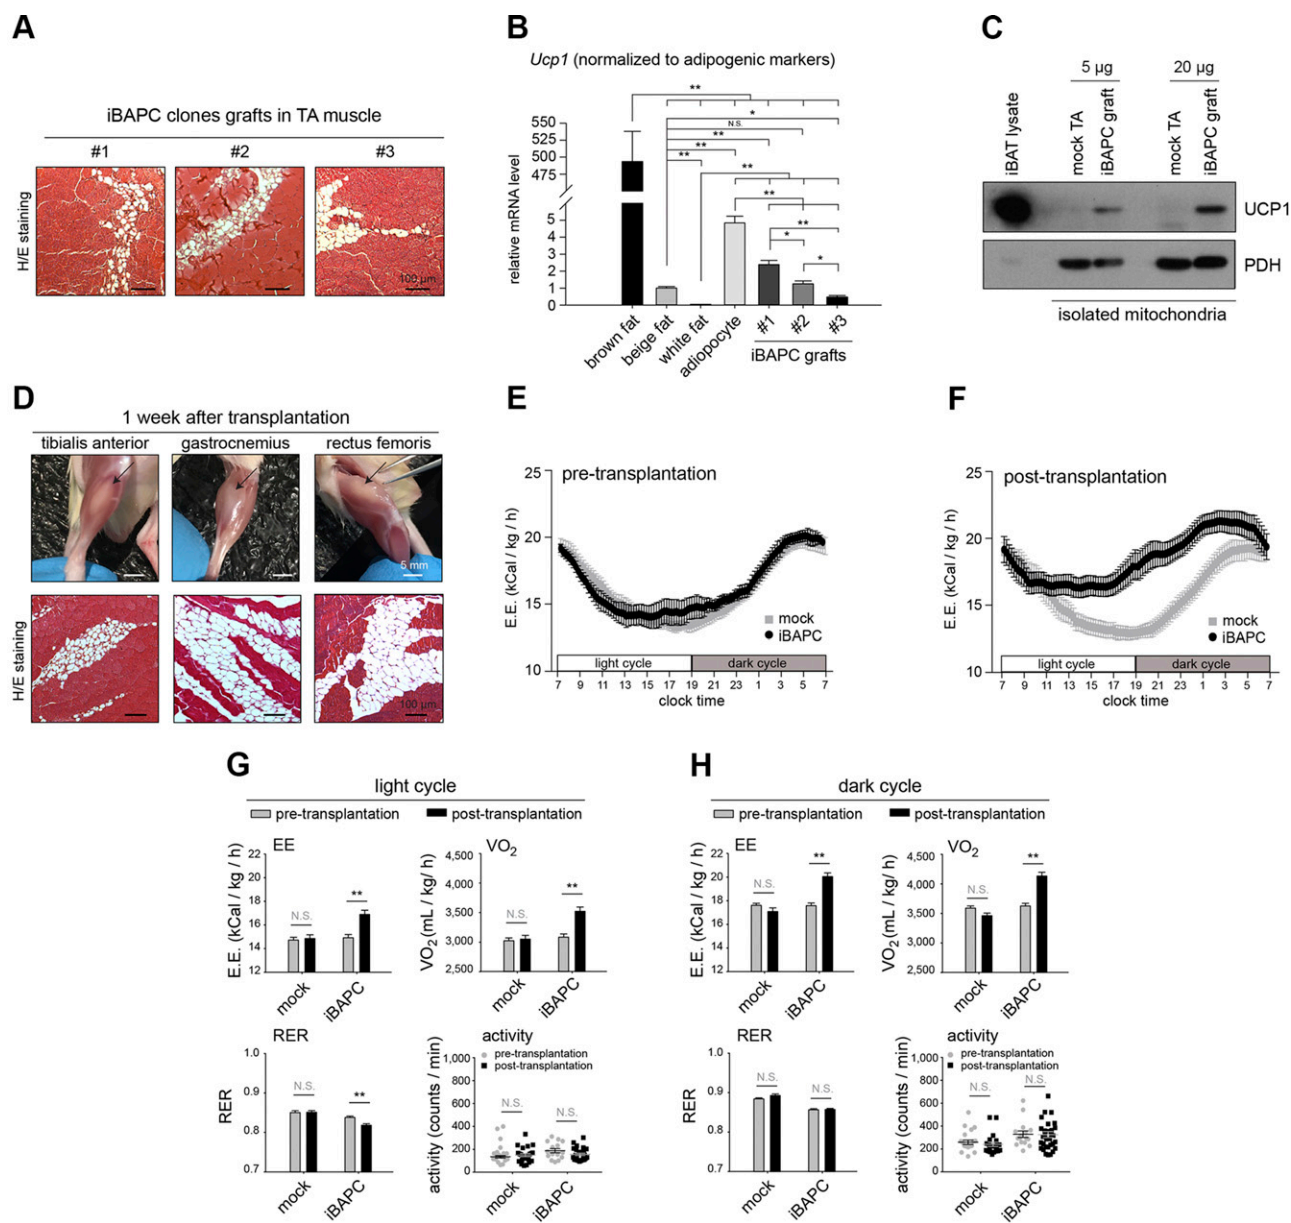 A
iBAPC clones grafts in TA muscle
#1 #2 #3
H/E staining
100 µm
B
Ucp1 (normalized to adipogenic markers)
relative mRNA level
550
525
500
475
5
4
3
2
1
0
**
*
N.S.
**
**
**
**
**
**
*
*
brown fat
beige fat
white fat
adiopocyte
#1
#2
#3
iBAPC grafts
C
5 µg 20 µg
iBAT lysate
mock TA
iBAPC graft
mock TA
iBAPC graft
UCP1
PDH
isolated mitochondria
D
1 week after transplantation
tibialis anterior gastrocnemius rectus femoris
5 mm
H/E staining
100 µm
E
pre-transplantation
E.E. (kCal / kg / h)
25
20
15
10
mock
iBAPC
light cycle dark cycle
7 9 11 13 15 17 19 21 23 1 3 5 7
clock time
F
post-transplantation
E.E. (kCal / kg / h)
25
20
15
10
mock
iBAPC
light cycle dark cycle
7 9 11 13 15 17 19 21 23 1 3 5 7
clock time
G
light cycle
pre-transplantation post-transplantation
EE
E.E. (kCal / kg / h)
22
20
18
16
14
12
N.S.
**
mock
iBAPC
VO2
VO2 (mL / kg/ h)
4,500
4,000
3,500
3,000
2,500
N.S.
**
mock
iBAPC
RER
RER
1.0
0.9
0.8
0.7
N.S.
**
mock
iBAPC
activity
pre-transplantation
post-transplantation
activity (counts / min)
1,000
800
600
400
200
0
N.S.
N.S.
mock
iBAPC
H
dark cycle
pre-transplantation post-transplantation
EE
E.E. (kCal / kg / h)
22
20
18
16
14
12
N.S.
**
mock
iBAPC
VO2
VO2 (mL / kg/ h)
4,500
4,000
3,500
3,000
2,500
N.S.
**
mock
iBAPC
RER
RER
1.0
0.9
0.8
0.7
N.S.
N.S.
mock
iBAPC
activity
pre-transplantation
post-transplantation
activity (counts / min)
1,000
800
600
400
200
0
N.S.
N.S.
mock
iBAPC